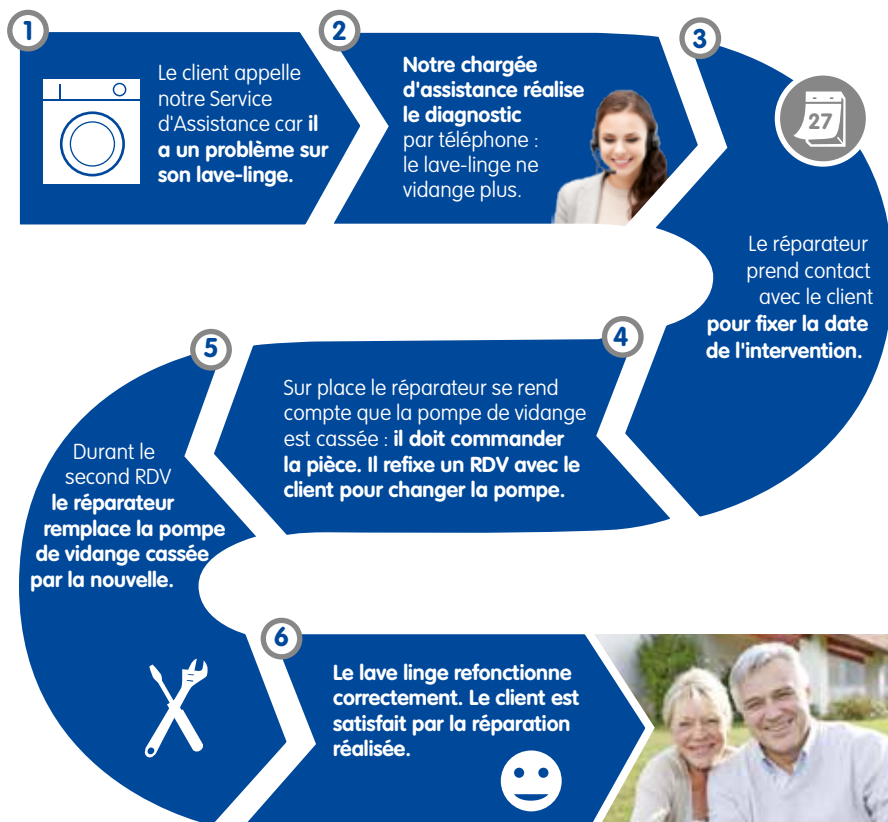 1
Le client appelle
notre Service
d'Assistance car il
a un problème sur
son lave-linge.
2
Notre chargée
d'assistance réalise
le diagnostic
par téléphone :
le lave-linge ne
vidange plus.
3
27
Le réparateur
prend contact
avec le client
pour fixer la date
de l'intervention.
4
Sur place le réparateur se rend
compte que la pompe de vidange
est cassée : il doit commander
la pièce. Il refixe un RDV avec le
client pour changer la pompe.
5
Durant le
second RDV
le réparateur
remplace la pompe
de vidange cassée
par la nouvelle.
6
Le lave linge refonctionne
correctement. Le client est
satisfait par la réparation
réalisée.